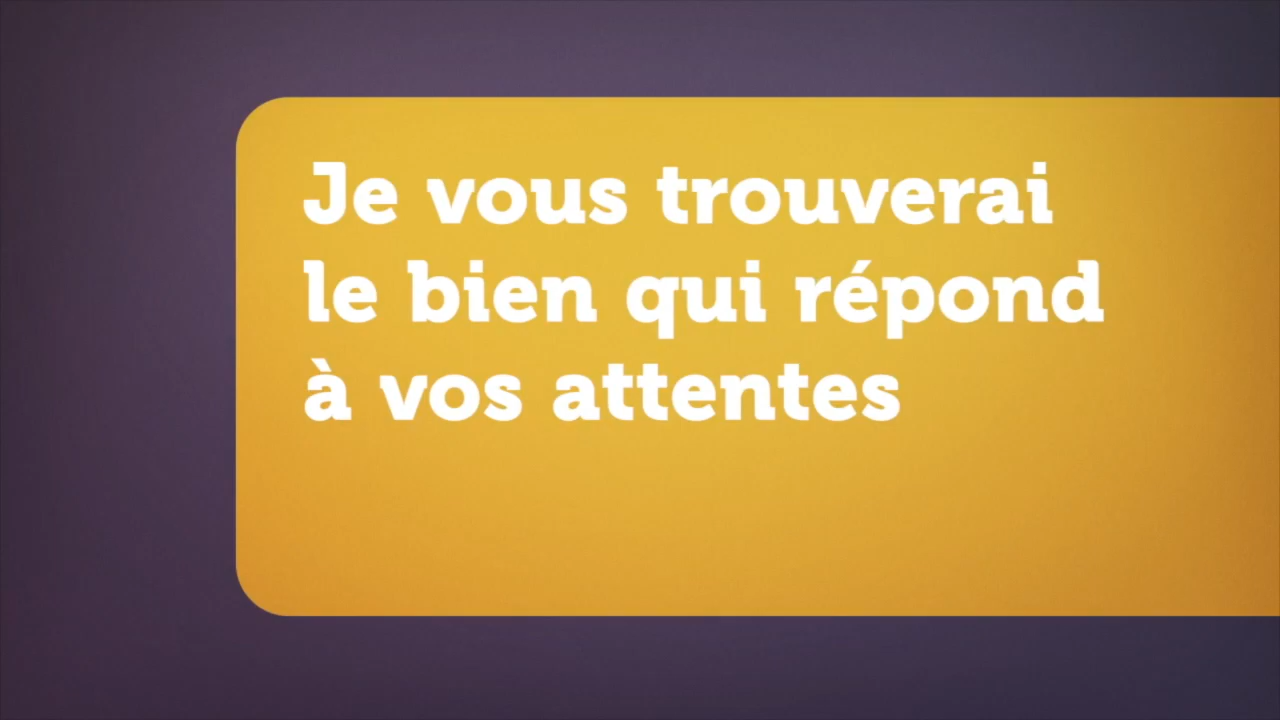 Je vous trouverai
le bien qui répond
à vos attentes